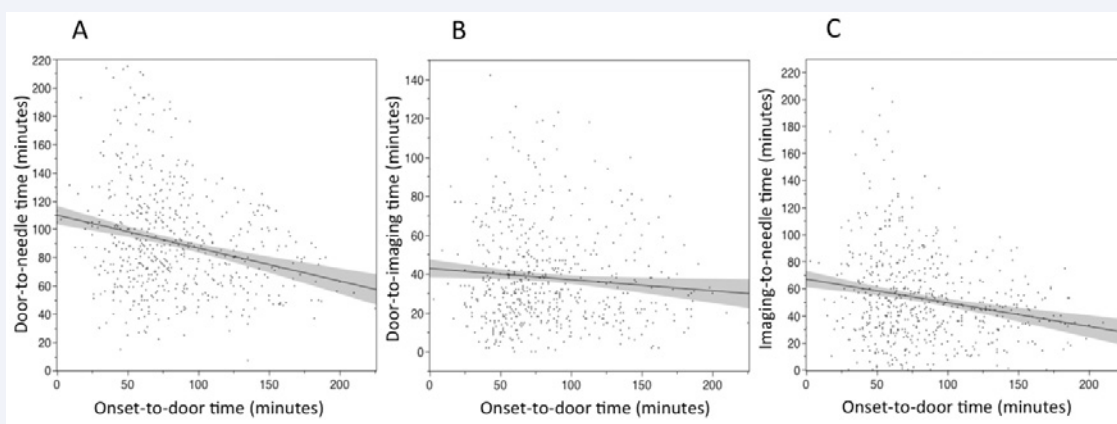 A
B
C
Door-to-needle time (minutes)
220
200
180
160
140
120
100
80
60
40
20
0
0 50 100 150 200
Onset-to-door time (minutes)
Door-to-imaging time (minutes)
140
120
100
80
60
40
20
0
0 50 100 150 200
Onset-to-door time (minutes)
Imaging-to-needle time (minutes)
220
200
180
160
140
120
100
80
60
40
20
0
0 50 100 150 200
Onset-to-door time (minutes)